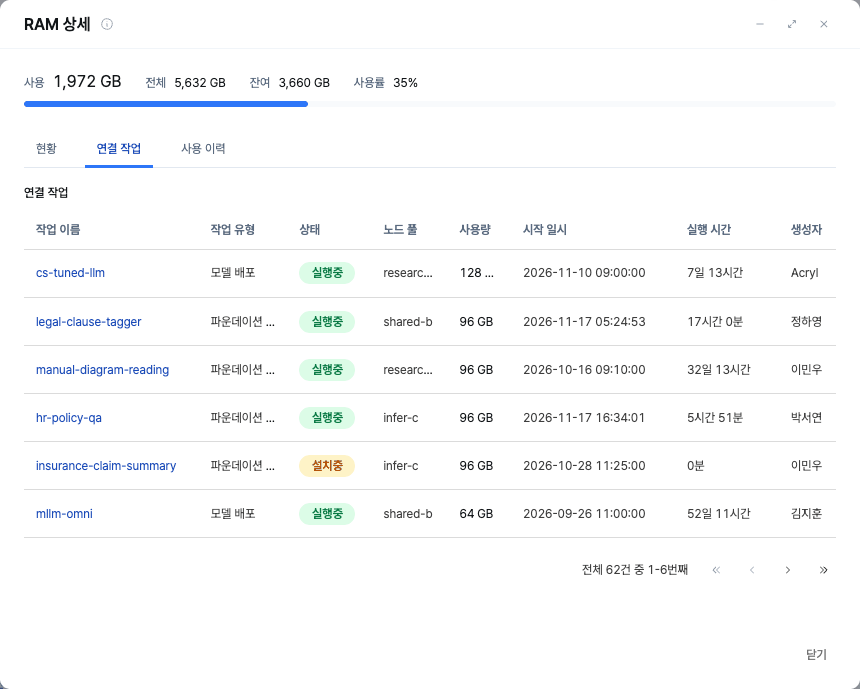 RAM 상세
사용 1,972 GB 전체 5,632 GB 잔여 3,660 GB 사용률 35%
현황 연결 작업 사용 이력
연결 작업
작업 이름 작업 유형 상태 노드 풀 사용량 시작 일시 실행 시간 생성자
cs-tuned-llm 모델 배포 실행중 researc... 128 ... 2026-11-10 09:00:00 7일 13시간 Acryl
legal-clause-tagger 파운데이션 ... 실행중 shared-b 96 GB 2026-11-17 05:24:53 17시간 0분 정하영
manual-diagram-reading 파운데이션 ... 실행중 researc... 96 GB 2026-10-16 09:10:00 32일 13시간 이민우
hr-policy-qa 파운데이션 ... 실행중 infer-c 96 GB 2026-11-17 16:34:01 5시간 51분 박서연
insurance-claim-summary 파운데이션 ... 설치중 infer-c 96 GB 2026-10-28 11:25:00 0분 이민우
mllm-omni 모델 배포 실행중 shared-b 64 GB 2026-09-26 11:00:00 52일 11시간 김지훈
전체 62건 중 1-6번째
닫기